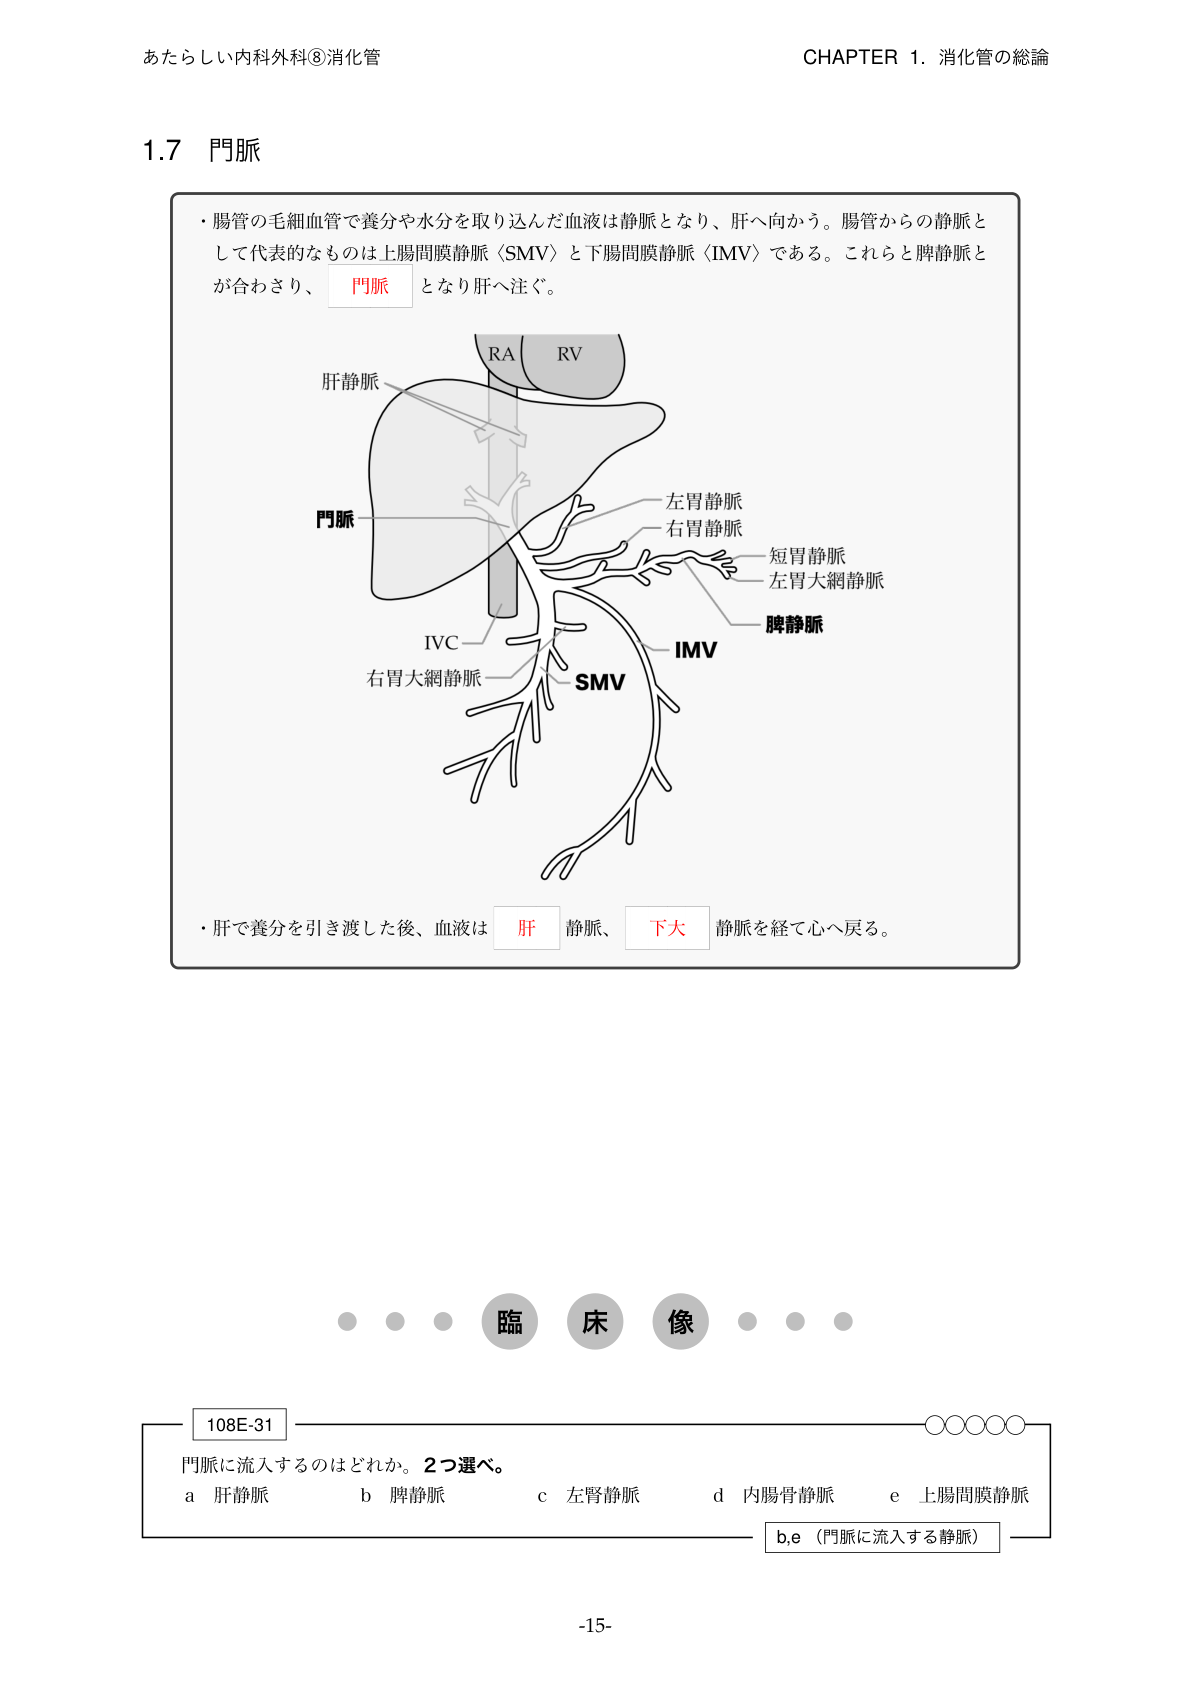 あたらしい内科外科⑧消化管
CHAPTER 1. 消化管の総論
1.7 門脈
・腸管の毛細血管で養分や水分を取り込んだ血液は静脈となり、肝へ向かう。腸管からの静脈と
して代表的なものは上腸間膜静脈〈SMV〉と下腸間膜静脈〈IMV〉である。これらと脾静脈と
が合わさり、 門脈 となり肝へ注ぐ。
RA
RV
肝静脈
門脈
左胃静脈
右胃静脈
短胃静脈
左胃大網静脈
脾静脈
IVC
IMV
右胃大網静脈
SMV
・肝で養分を引き渡した後、血液は 肝 静脈、 下大 静脈を経て心へ戻る。
臨床像
108E-31
門脈に流入するのはどれか。2つ選べ。
a 肝静脈 b 脾静脈 c 左腎静脈 d 内腸骨静脈 e 上腸間膜静脈
b,e （門脈に流入する静脈）
-15-